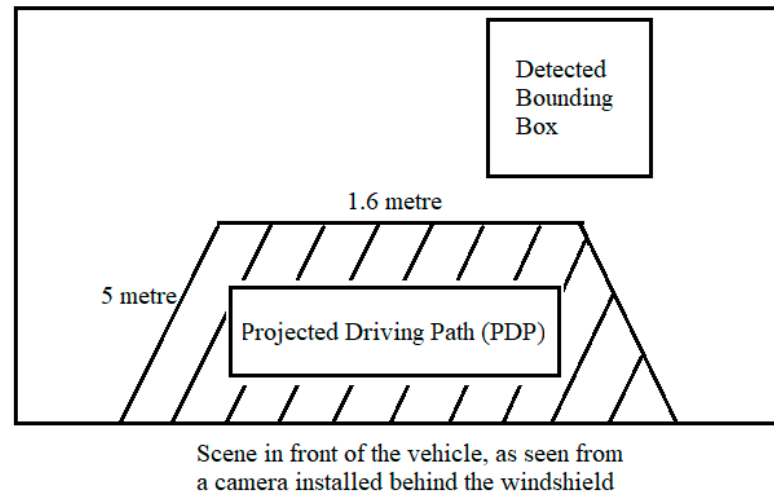 Detected
Bounding
Box
1.6 metre
5 metre
Projected Driving Path (PDP)
Scene in front of the vehicle, as seen from
a camera installed behind the windshield